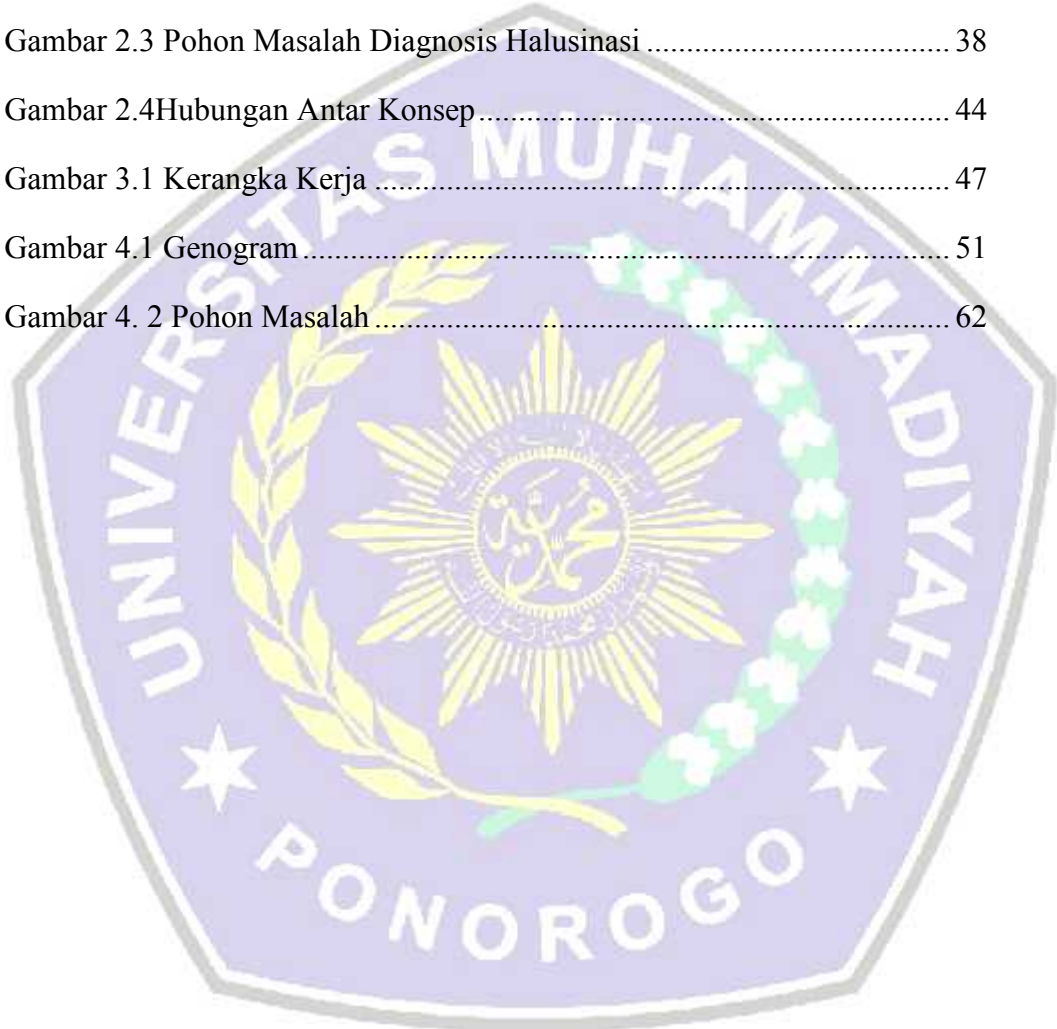 Gambar 2.3 Pohon Masalah Diagnosis Halusinasi ................................... 38
Gambar 2.4Hubungan Antar Konsep ......................................................... 44
Gambar 3.1 Kerangka Kerja ..................................................................... 47
Gambar 4.1 Genogram .............................................................................. 51
Gambar 4. 2 Pohon Masalah ..................................................................... 62
UNIVERSITAS MUHAMMADIYAH
PONOROGO